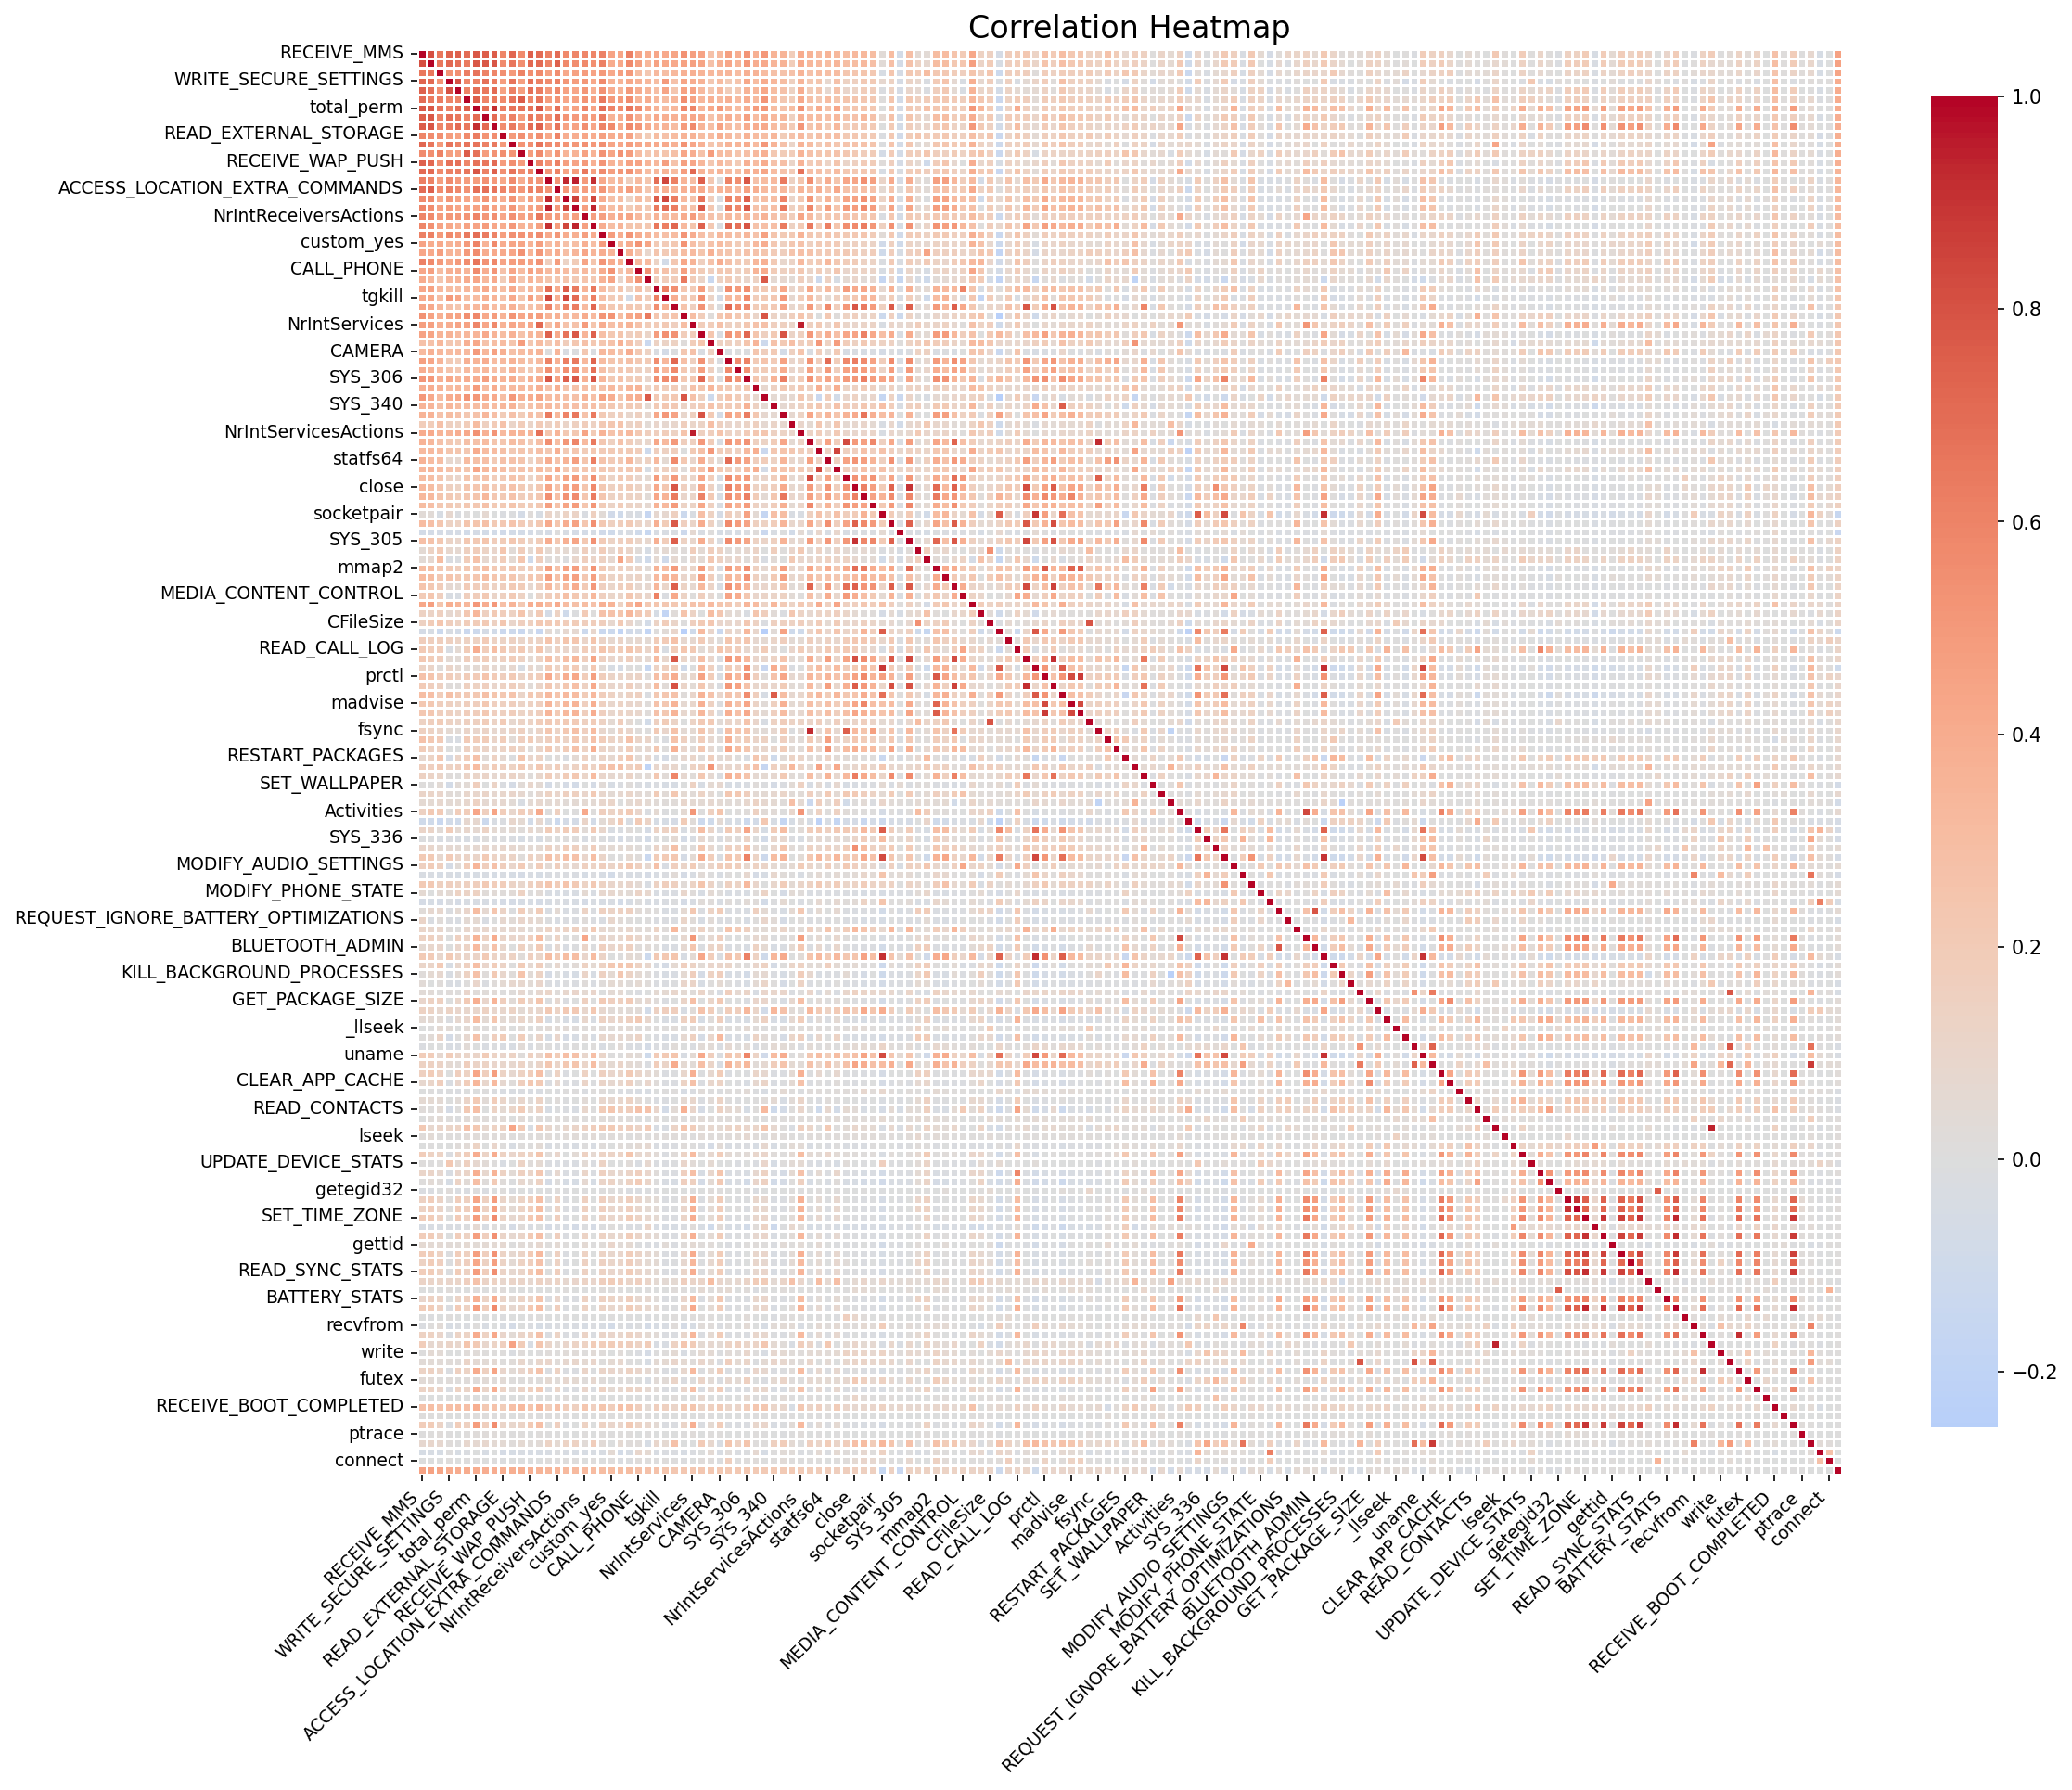 Correlation Heatmap
RECEIVE_MMS
WRITE_SECURE_SETTINGS
total_perm
READ_EXTERNAL_STORAGE
RECEIVE_WAP_PUSH
ACCESS_LOCATION_EXTRA_COMMANDS
NrIntReceiversActions
custom_yes
CALL_PHONE
tgkill
NrIntServices
CAMERA
SYS_306
SYS_340
NrIntServicesActions
statfs64
close
socketpair
SYS_305
mmap2
MEDIA_CONTENT_CONTROL
CFileSize
READ_CALL_LOG
prctl
madvise
fsync
RESTART_PACKAGES
SET_WALLPAPER
Activities
SYS_336
MODIFY_AUDIO_SETTINGS
MODIFY_PHONE_STATE
REQUEST_IGNORE_BATTERY_OPTIMIZATIONS
BLUETOOTH_ADMIN
KILL_BACKGROUND_PROCESSES
GET_PACKAGE_SIZE
_llseek
uname
CLEAR_APP_CACHE
READ_CONTACTS
lseek
UPDATE_DEVICE_STATS
getegid32
SET_TIME_ZONE
gettid
READ_SYNC_STATS
BATTERY_STATS
recvfrom
write
futex
RECEIVE_BOOT_COMPLETED
ptrace
connect
RECEIVE_MMS
WRITE_SECURE_SETTINGS
total_perm
READ_EXTERNAL_STORAGE
RECEIVE_WAP_PUSH
ACCESS_LOCATION_EXTRA_COMMANDS
NrIntReceiversActions
custom_yes
CALL_PHONE
tgkill
NrIntServices
CAMERA
SYS_306
SYS_340
NrIntServicesActions
statfs64
close
socketpair
SYS_305
mmap2
MEDIA_CONTENT_CONTROL
CFileSize
READ_CALL_LOG
prctl
madvise
fsync
RESTART_PACKAGES
SET_WALLPAPER
Activities
SYS_336
MODIFY_AUDIO_SETTINGS
MODIFY_PHONE_STATE
REQUEST_IGNORE_BATTERY_OPTIMIZATIONS
BLUETOOTH_ADMIN
KILL_BACKGROUND_PROCESSES
GET_PACKAGE_SIZE
_llseek
uname
CLEAR_APP_CACHE
READ_CONTACTS
lseek
UPDATE_DEVICE_STATS
getegid32
SET_TIME_ZONE
gettid
READ_SYNC_STATS
BATTERY_STATS
recvfrom
write
futex
RECEIVE_BOOT_COMPLETED
ptrace
connect
1.0
0.8
0.6
0.4
0.2
0.0
−0.2